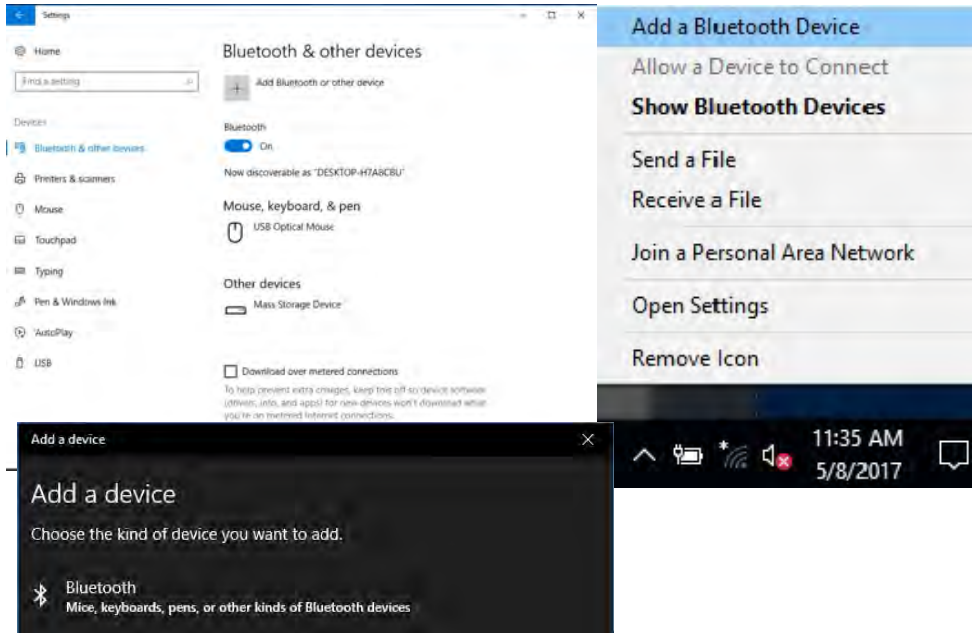 Settings
Home
Find a setting
Devices
Bluetooth & other devices
Printers & scanners
Mouse
Touchpad
Typing
Pen & Windows Ink
AutoPlay
USB
Bluetooth & other devices
Add Bluetooth or other device
Bluetooth
On
Now discoverable as "DESKTOP-H7A8C8U"
Mouse, keyboard, & pen
USB Optical Mouse
Other devices
Mass Storage Device
Download over metered connections
To help prevent extra charges, keep this off so device software
(drivers, info, and apps) for new devices won't download while
you're on metered Internet connections.
Add a Bluetooth Device
Allow a Device to Connect
Show Bluetooth Devices
Send a File
Receive a File
Join a Personal Area Network
Open Settings
Remove Icon
11:35 AM
5/8/2017
Add a device
Add a device
Choose the kind of device you want to add.
Bluetooth
Mice, keyboards, pens, or other kinds of Bluetooth devices